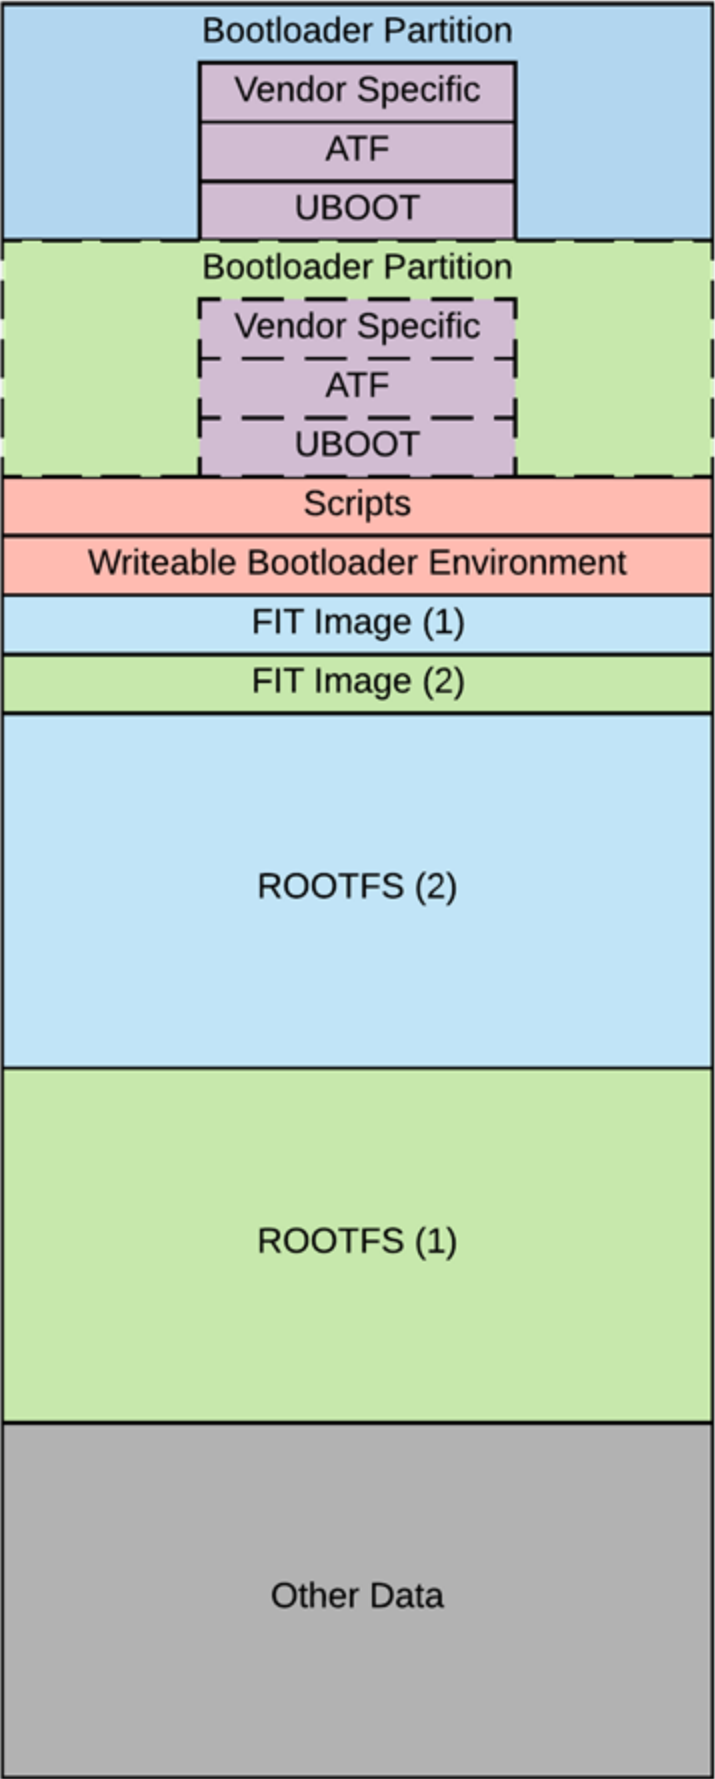 Bootloader Partition
Vendor Specific
ATF
UBOOT
Bootloader Partition
Vendor Specific
ATF
UBOOT
Scripts
Writeable Bootloader Environment
FIT Image (1)
FIT Image (2)
ROOTFS (2)
ROOTFS (1)
Other Data